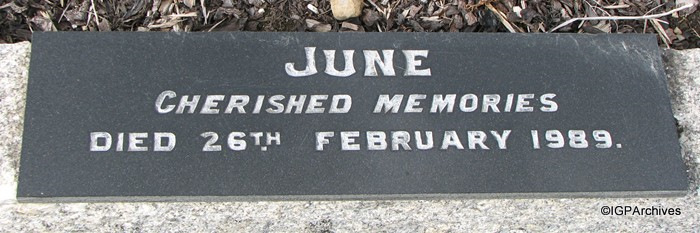 JUNE
CHERISHED MEMORIES
DIED 26TH FEBRUARY 1989.
©IGPArchives